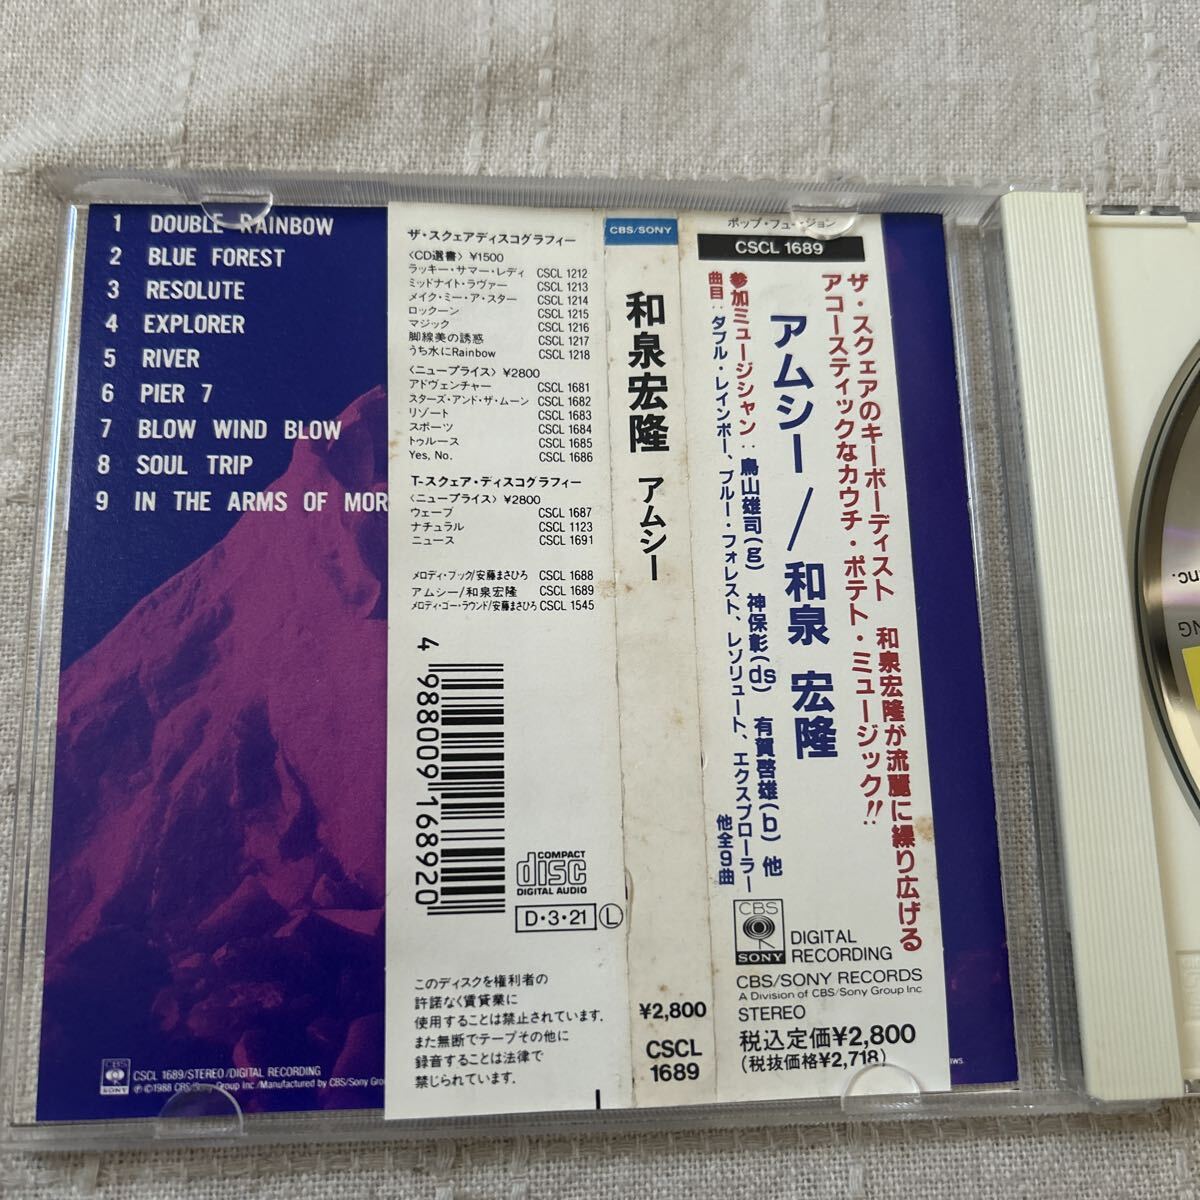 1 DOUBLE RAINBOW
2 BLUE FOREST
3 RESOLUTE
4 EXPLORER
5 RIVER
6 PIER 7
7 BLOW WIND BLOW
8 SOUL TRIP
9 IN THE ARMS OF MOR
CBS
SONY
CSCL 1689/STEREO/DIGITAL RECORDING
℗©1988 CBS/Sony Group Inc./Manufactured by CBS/Sony Grou
ザ・スクェアディスコグラフィー
〈CD選書〉¥1500
ラッキー・サマー・レディ CSCL 1212
ミッドナイト・ラヴァー CSCL 1213
メイク・ミー・ア・スター CSCL 1214
ロックーン CSCL 1215
マジック CSCL 1216
脚線美の誘惑 CSCL 1217
うち水にRainbow CSCL 1218
〈ニュープライス〉¥2800
アドヴェンチャー CSCL 1681
スターズ・アンド・ザ・ムーン CSCL 1682
リゾート CSCL 1683
スポーツ CSCL 1684
トゥルース CSCL 1685
Yes, No. CSCL 1686
T-スクェア・ディスコグラフィー
〈ニュープライス〉¥2800
ウェーブ CSCL 1687
ナチュラル CSCL 1123
ニュース CSCL 1691
メロディ・ブック/安藤まさひろ CSCL 1688
アムシー/和泉宏隆 CSCL 1689
メロディ・ゴー・ラウンド/安藤まさひろ CSCL 1545
4 988009 168920
COMPACT
disc
DIGITAL AUDIO
D・3・21 Ⓛ
このディスクを権利者の
許諾なく賃貸業に
使用することは禁止されています。
また無断でテープその他に
録音することは法律で
禁じられています。
CBS/SONY
和泉宏隆 アムシー
¥2,800
CSCL
1689
ポップ・フュージョン
CSCL 1689
ザ・スクェアのキーボーディスト 和泉宏隆が流麗に繰り広げる
アコースティックなカウチ・ポテト・ミュージック!!
アムシー/和泉 宏隆
参加ミュージシャン:鳥山雄司(g) 神保彰(ds) 有賀啓雄(b) 他
曲目:ダブル・レインボー、ブルー・フォレスト、レゾリュート、エクスプローラー
他全9曲
CBS
SONY
DIGITAL
RECORDING
CBS/SONY RECORDS
A Division of CBS/Sony Group Inc
STEREO
税込定価¥2,800
(税抜価格¥2,718)
nc.
NG